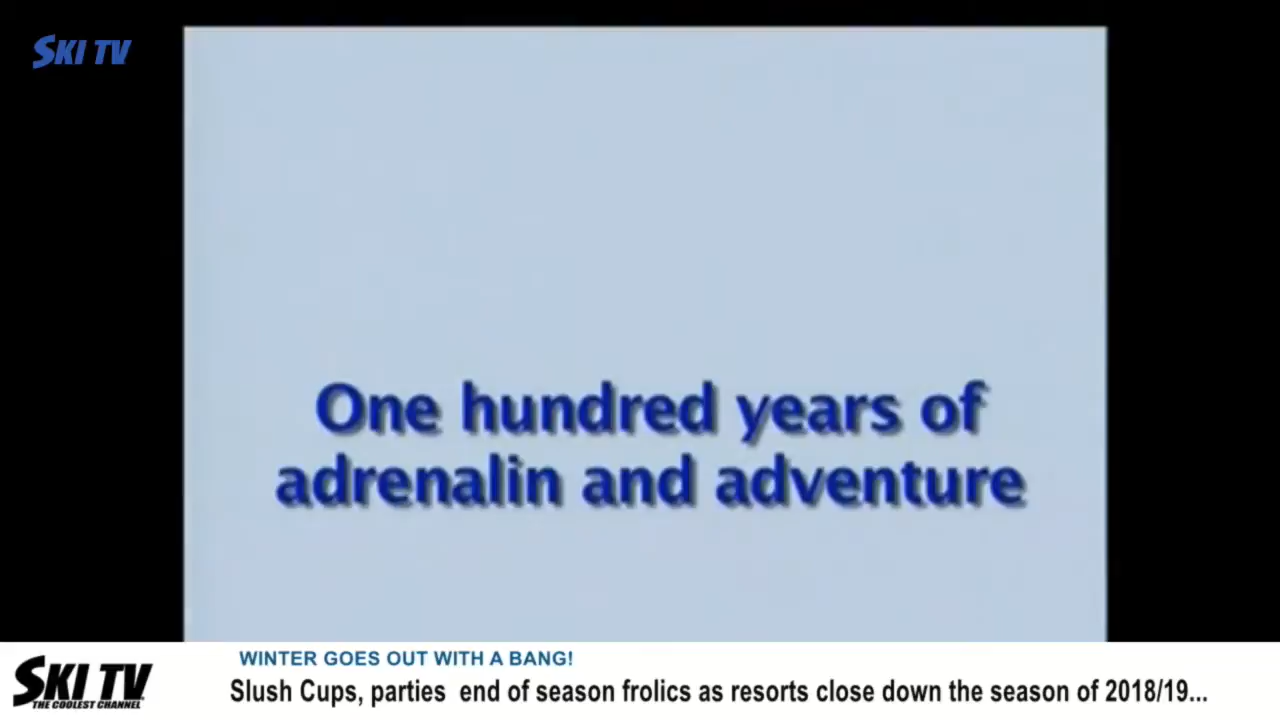 SKI TV
One hundred years of
adrenalin and adventure
WINTER GOES OUT WITH A BANG!
SKI TV
THE COOLEST CHANNEL
Slush Cups, parties  end of season frolics as resorts close down the season of 2018/19...